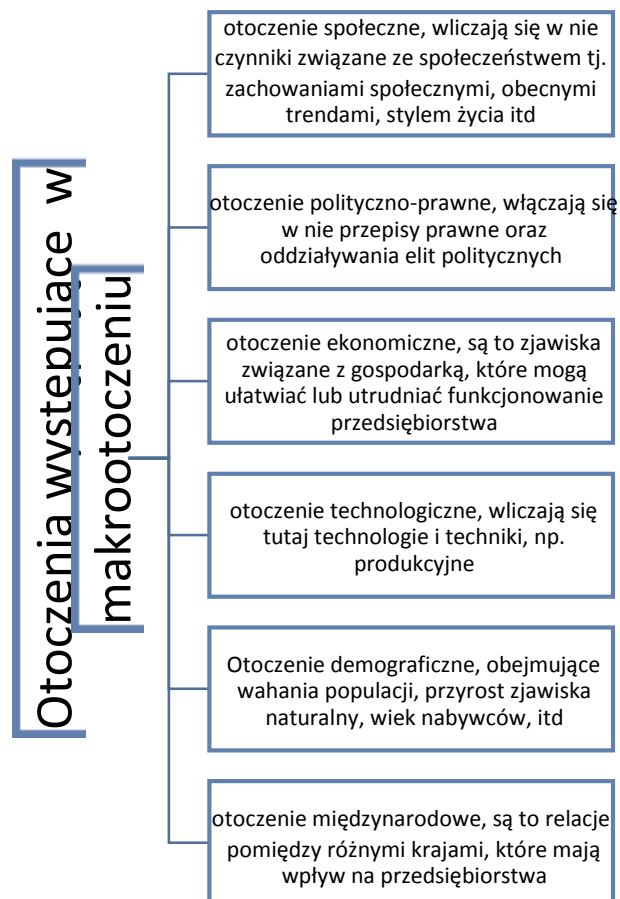 Otoczenia występujące w
makrootoczeniu
otoczenie społeczne, wliczają się w nie
czynniki związane ze społeczeństwem tj.
zachowaniami społecznymi, obecnymi
trendami, stylem życia itd
otoczenie polityczno-prawne, włączają się
w nie przepisy prawne oraz
oddziaływania elit politycznych
otoczenie ekonomiczne, są to zjawiska
związane z gospodarką, które mogą
ułatwiać lub utrudniać funkcjonowanie
przedsiębiorstwa
otoczenie technologiczne, wliczają się
tutaj technologie i techniki, np.
produkcyjne
Otoczenie demograficzne, obejmujące
wahania populacji, przyrost zjawiska
naturalny, wiek nabywców, itd
otoczenie międzynarodowe, są to relacje
pomiędzy różnymi krajami, które mają
wpływ na przedsiębiorstwa